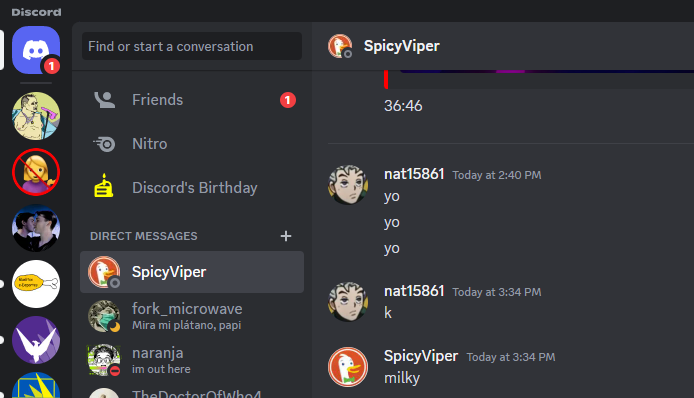 Discord
1
Find or start a conversation
Friends
1
Nitro
Discord's Birthday
DIRECT MESSAGES
SpicyViper
fork_microwave
Mira mi plátano, papi
naranja
im out here
TheDoctorOfWho4
SpicyViper
36:46
nat15861 Today at 2:40 PM
yo
yo
yo
nat15861 Today at 3:34 PM
k
SpicyViper Today at 3:34 PM
milky